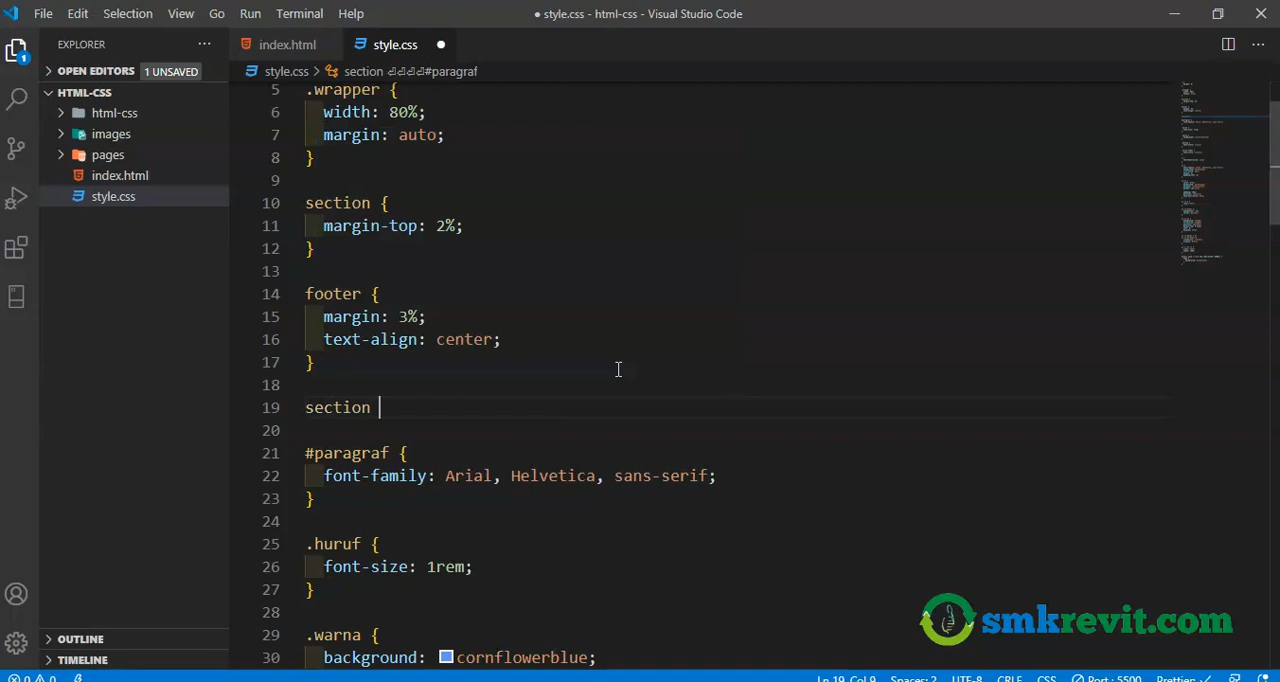 File Edit Selection View Go Run Terminal Help
● style.css - html-css - Visual Studio Code
EXPLORER
OPEN EDITORS 1 UNSAVED
HTML-CSS
html-css
images
pages
index.html
style.css
OUTLINE
TIMELINE
1
index.html style.css
style.css > section ⏎⏎⏎⏎#paragraf
5 .wrapper {
6 width: 80%;
7 margin: auto;
8 }
9
10 section {
11 margin-top: 2%;
12 }
13
14 footer {
15 margin: 3%;
16 text-align: center;
17 }
18
19 section
20
21 #paragraf {
22 font-family: Arial, Helvetica, sans-serif;
23 }
24
25 .huruf {
26 font-size: 1rem;
27 }
28
29 .warna {
30 background: cornflowerblue;
smkrevit.com
0 0 Ln 19, Col 9 Spaces: 2 UTF-8 CRLF CSS Port : 5500 Prettier